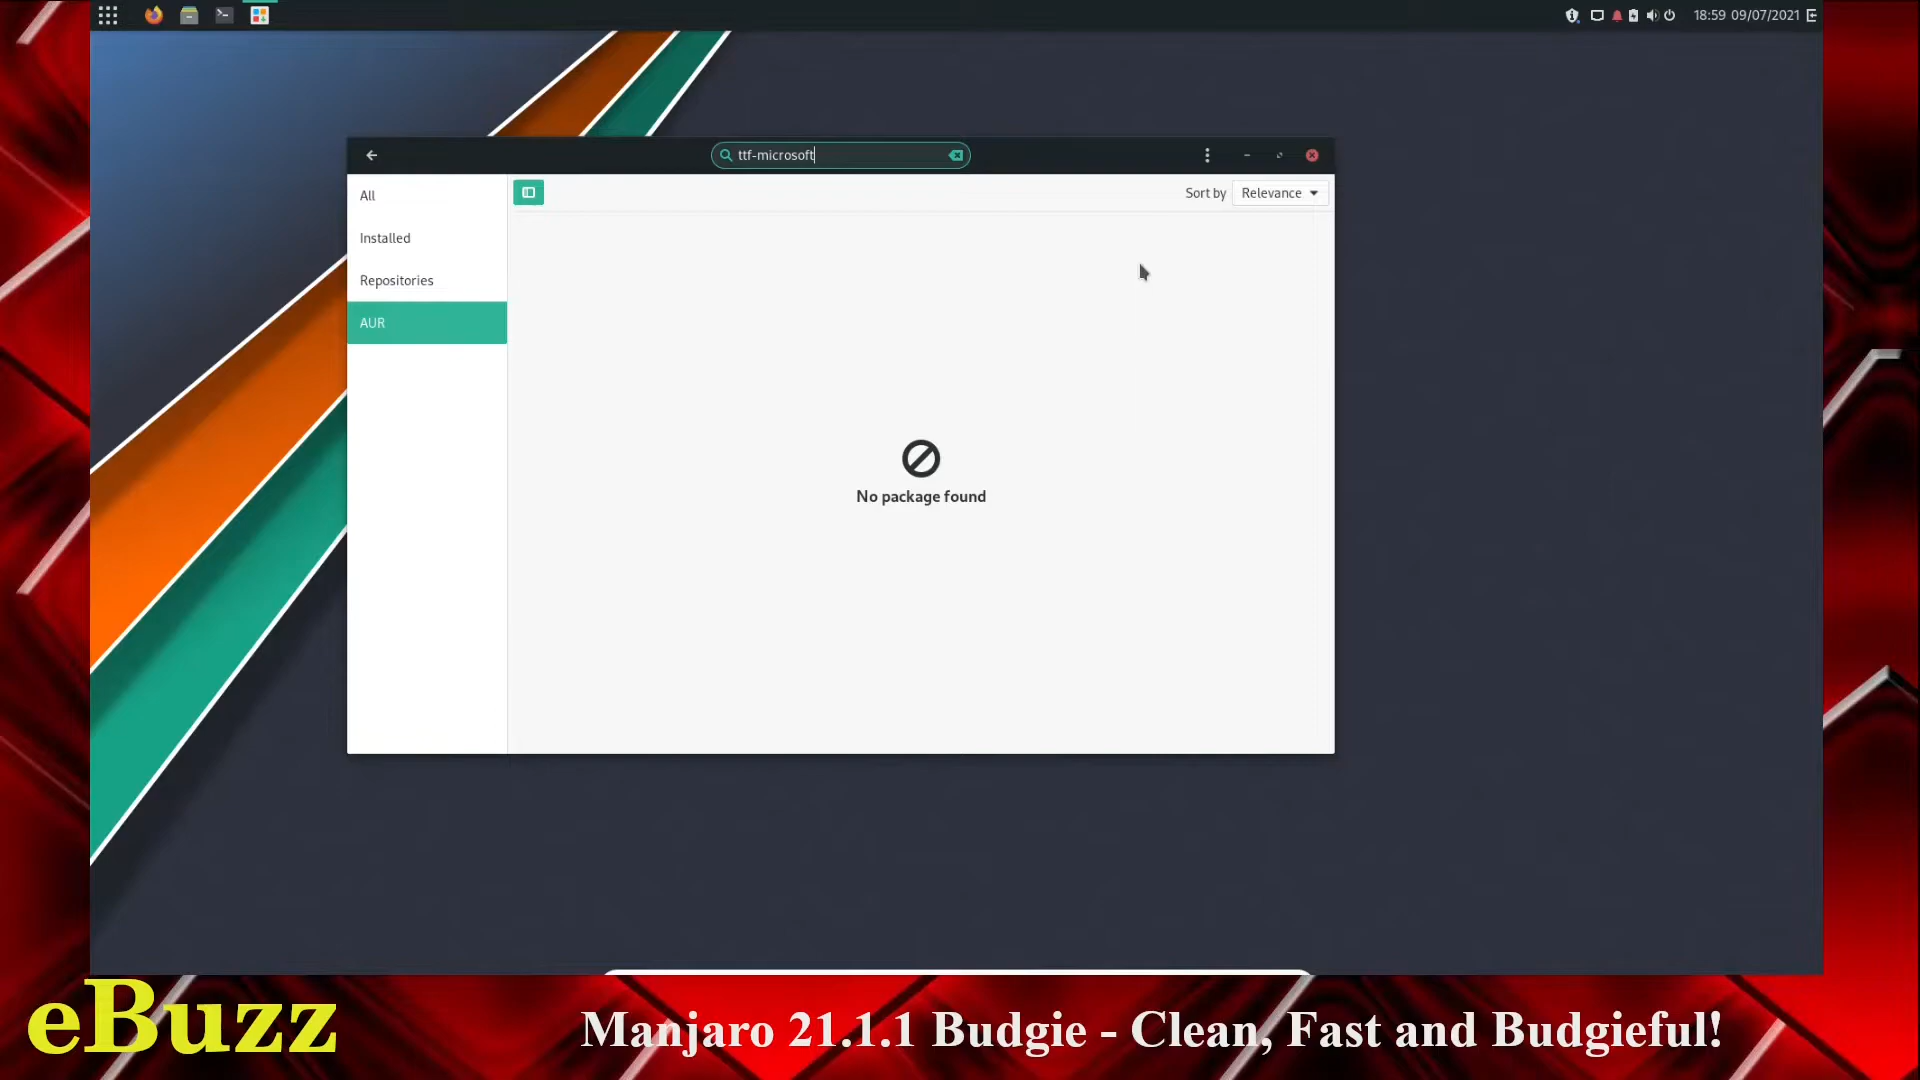 18:59 09/07/2021
ttf-microsoft
All
Sort by Relevance
Installed
Repositories
AUR
No package found
eBuzz
Manjaro 21.1.1 Budgie - Clean, Fast and Budgieful!